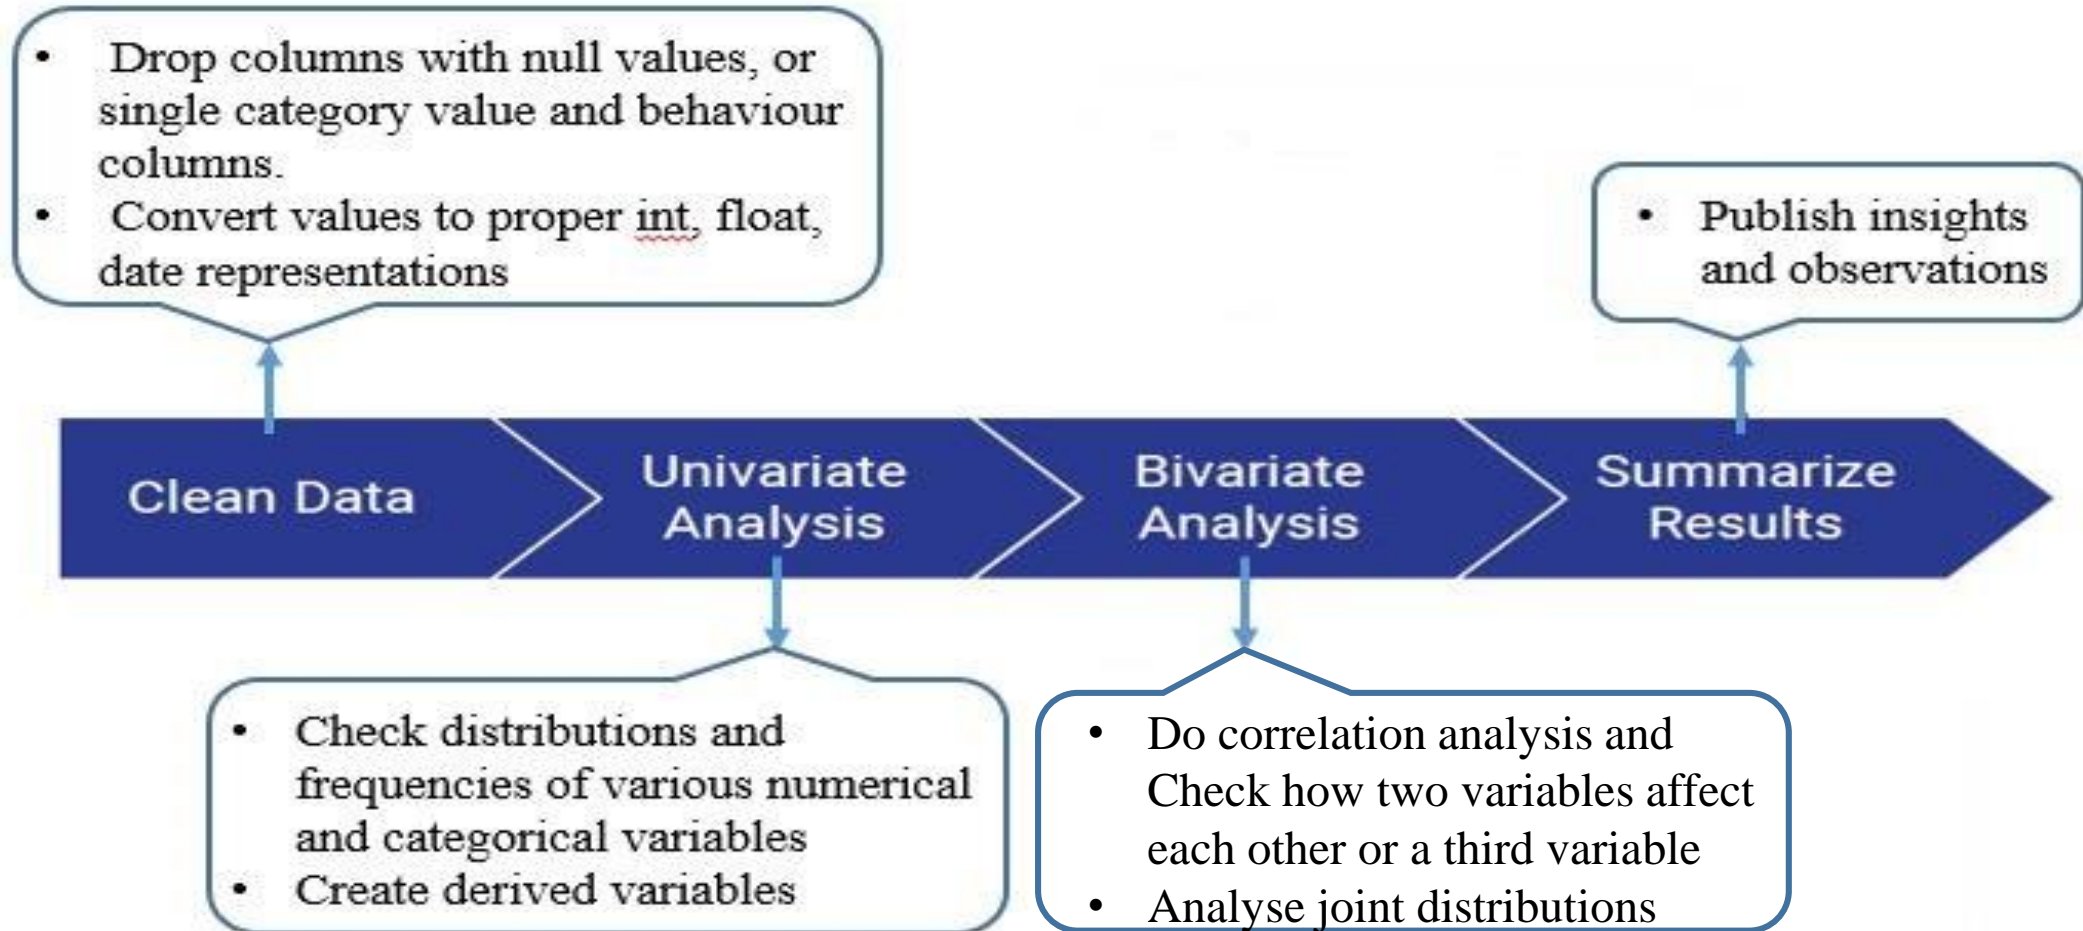 • Drop columns with null values, or
single category value and behaviour
columns.
• Convert values to proper int, float,
date representations
• Publish insights
and observations
Clean Data
Univariate
Analysis
Bivariate
Analysis
Summarize
Results
• Check distributions and
frequencies of various numerical
and categorical variables
• Create derived variables
• Do correlation analysis and
Check how two variables affect
each other or a third variable
• Analyse joint distributions